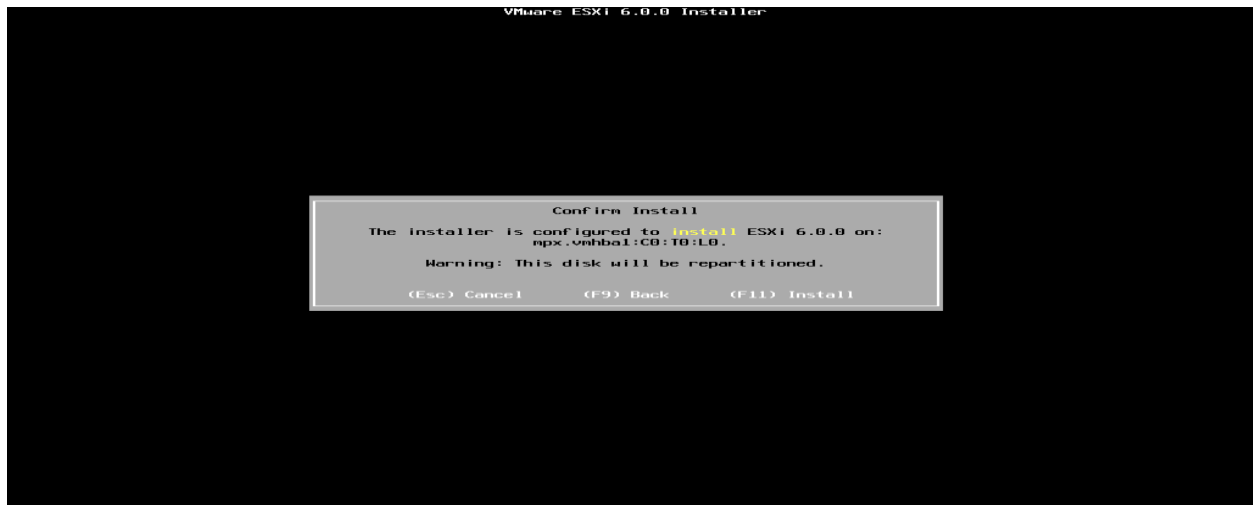 VMware ESXi 6.0.0 Installer
Confirm Install
The installer is configured to install ESXi 6.0.0 on:
mpx.vmhba1:C0:T0:L0.
Warning: This disk will be repartitioned.
(Esc) Cancel (F9) Back (F11) Install